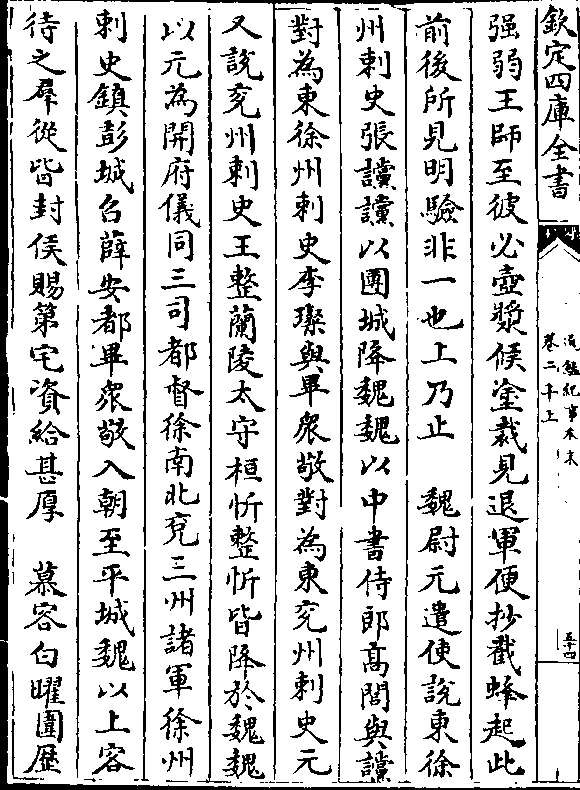 欽定四庫全書
通鑑紀事本末
卷二十上
五十四
强弱王師至彼必壺漿候塗裁見退軍便抄截蜂起此
前後所見明驗非一也上乃止　魏尉元遣使說東徐
州刺史張讜讜以團城降魏魏以中書侍郎高閭與讜
對為東徐州刺史李璨與畢衆敬對為東兖州刺史元
又說兖州刺史王整蘭陵太守桓忻整忻皆降於魏魏
以元為開府儀同三司都督徐南北兖三州諸軍徐州
刺史鎮彭城召薛安都畢衆敬入朝至平城魏以上客
待之羣從皆封侯賜第宅資給甚厚　慕容白曜圍歴